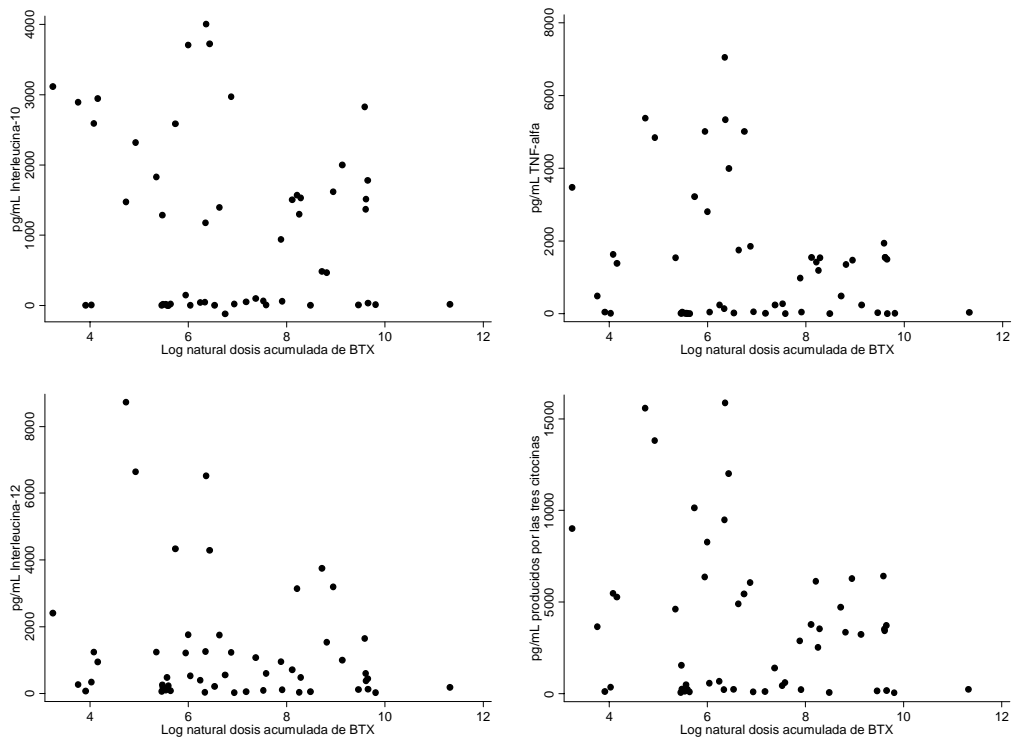 pg/mL Interleucina-10
4000
3000
2000
1000
0
4 6 8 10 12
Log natural dosis acumulada de BTX
pg/mL TNF-alfa
8000
6000
4000
2000
0
4 6 8 10 12
Log natural dosis acumulada de BTX
pg/mL Interleucina-12
8000
6000
4000
2000
0
4 6 8 10 12
Log natural dosis acumulada de BTX
pg/mL producidos por las tres citocinas
15000
10000
5000
0
4 6 8 10 12
Log natural dosis acumulada de BTX